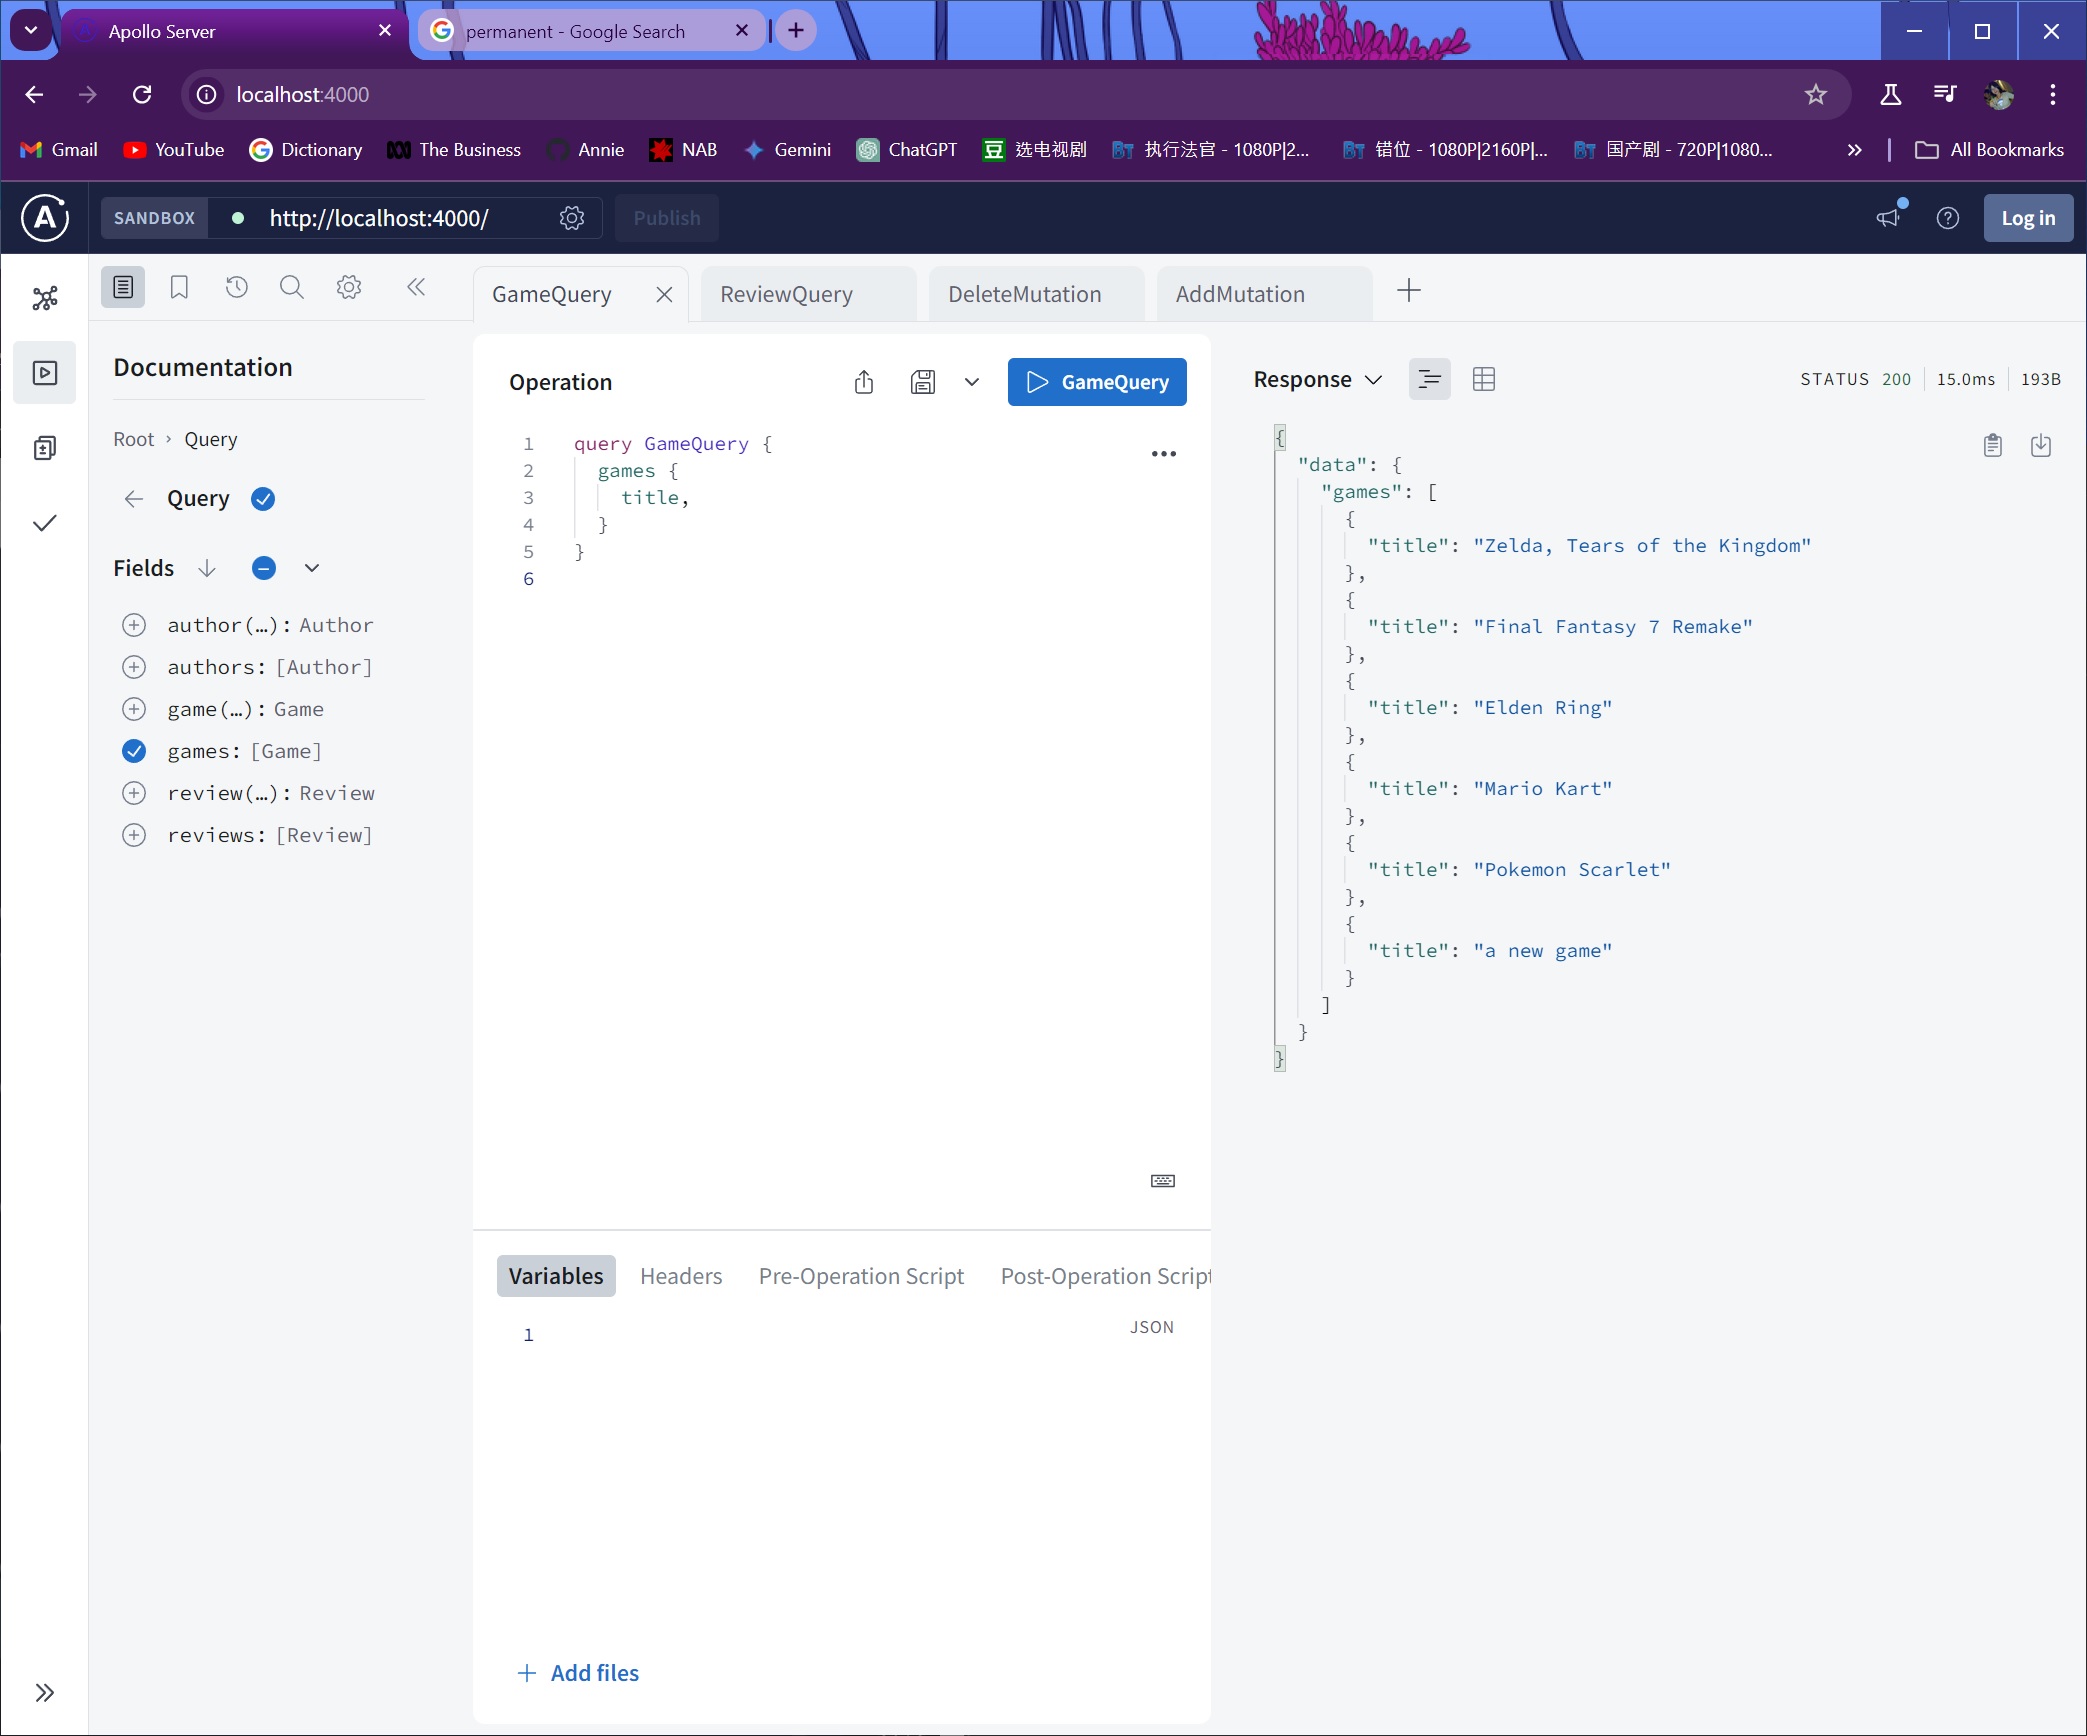 Apollo Server
permanent - Google Search
localhost:4000
Gmail
YouTube
Dictionary
The Business
Annie
NAB
Gemini
ChatGPT
豆 选电视剧
BT 执行法官 - 1080P|2...
BT 错位 - 1080P|2160P|...
BT 国产剧 - 720P|1080...
All Bookmarks
A
SANDBOX
http://localhost:4000/
Publish
Log in
GameQuery
ReviewQuery
DeleteMutation
AddMutation
Documentation
Root › Query
Query
Fields
author(…): Author
authors: [Author]
game(…): Game
games: [Game]
review(…): Review
reviews: [Review]
Operation
GameQuery
1 query GameQuery {
2 games {
3 title,
4 }
5 }
6
Variables
Headers
Pre-Operation Script
Post-Operation Script
1
JSON
Add files
Response
STATUS 200
15.0ms
193B
{
"data": {
"games": [
{
"title": "Zelda, Tears of the Kingdom"
},
{
"title": "Final Fantasy 7 Remake"
},
{
"title": "Elden Ring"
},
{
"title": "Mario Kart"
},
{
"title": "Pokemon Scarlet"
},
{
"title": "a new game"
}
]
}
}